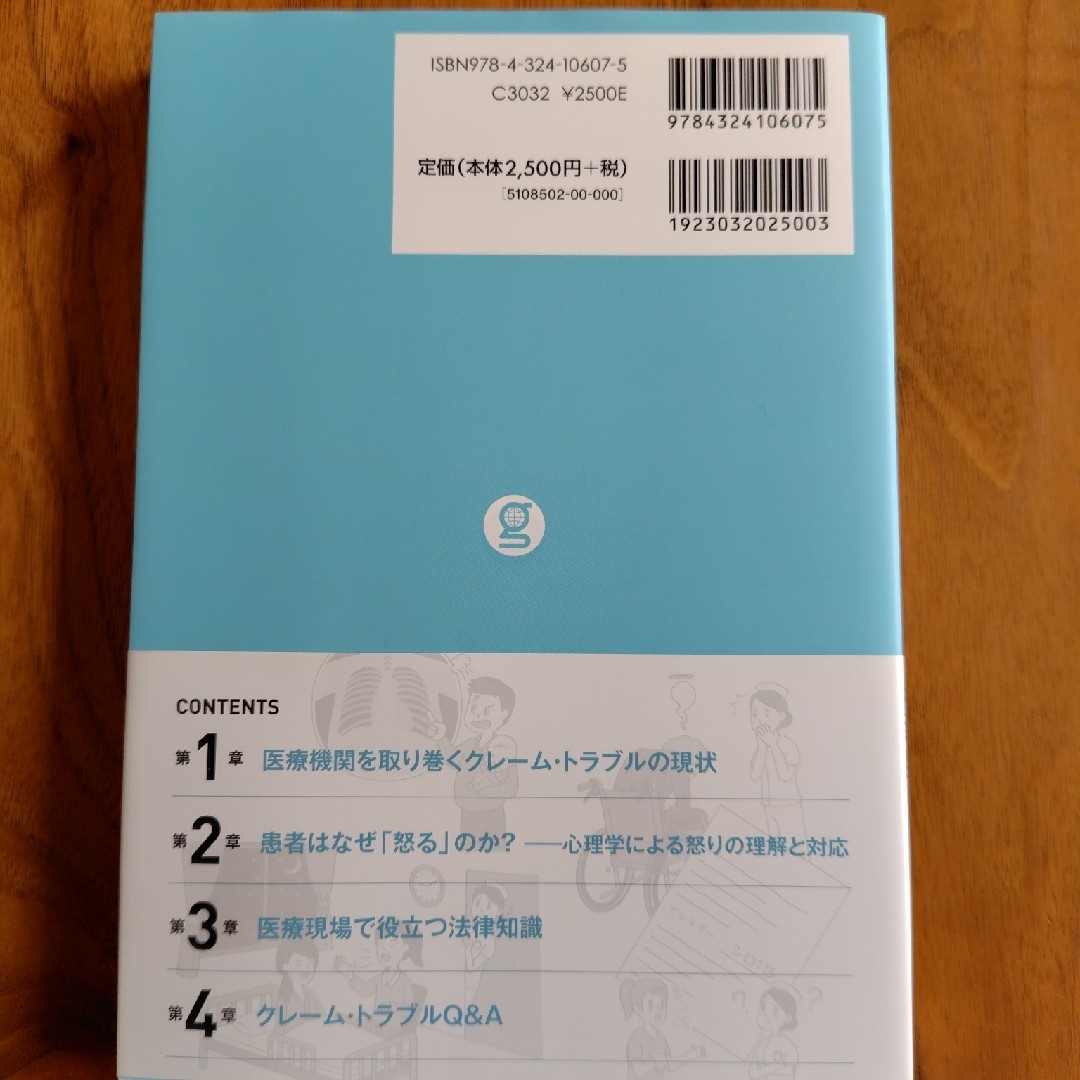 ISBN978-4-324-10607-5
C3032 ¥2500E
9784324106075
定価(本体2,500円+税)
[5108502-00-000]
1923032025003
g
CONTENTS
第1章 医療機関を取り巻くクレーム・トラブルの現状
第2章 患者はなぜ「怒る」のか? ──心理学による怒りの理解と対応
第3章 医療現場で役立つ法律知識
第4章 クレーム・トラブルQ&A